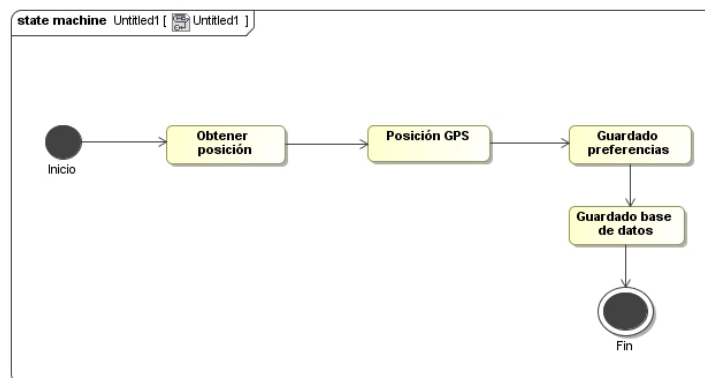 state machine Untitled1 [ Untitled1 ]
Inicio
Obtener
posición
Posición GPS
Guardado
preferencias
Guardado base
de datos
Fin